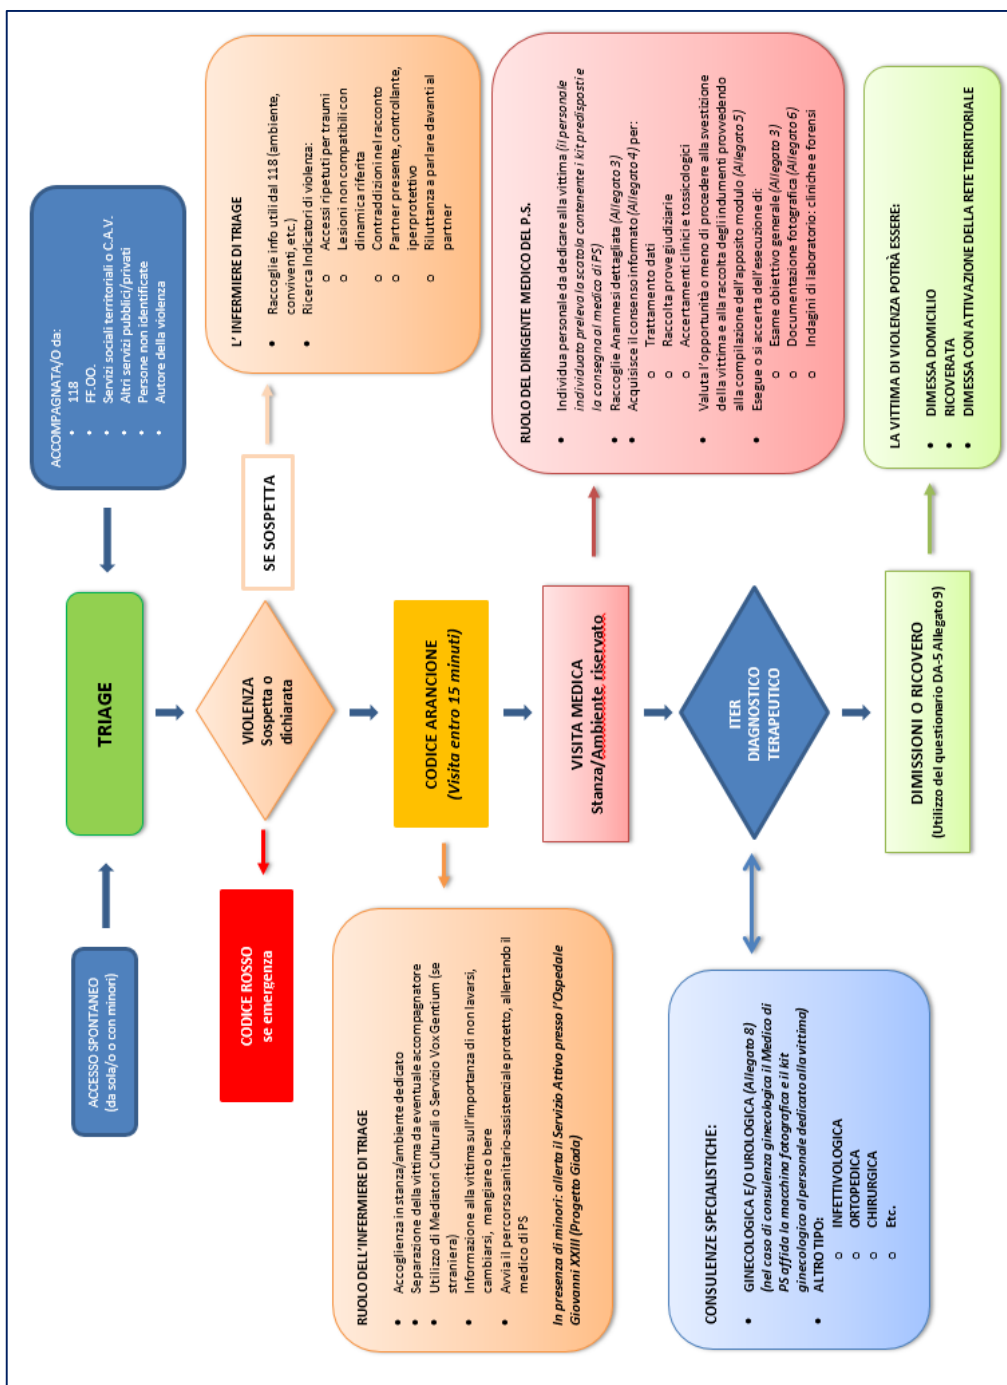 ACCESSO SPONTANEO
(da sola/o o con minori)
TRIAGE
ACCOMPAGNATA/O da:
• 118
• FF.OO.
• Servizi sociali territoriali o C.A.V.
• Altri servizi pubblici/privati
• Persone non identificate
• Autore della violenza
CODICE ROSSO
se emergenza
VIOLENZA
Sospetta o
dichiarata
SE SOSPETTA
L' INFERMIERE DI TRIAGE
• Raccoglie info utili dal 118 (ambiente,
conviventi, etc.)
• Ricerca Indicatori di violenza:
o Accessi ripetuti per traumi
o Lesioni non compatibili con
dinamica riferita
o Contraddizioni nel racconto
o Partner presente, controllante,
iperprotettivo
o Riluttanza a parlare davanti al
partner
RUOLO DELL'INFERMIERE DI TRIAGE:
• Accoglienza in stanza/ambiente dedicato
• Separazione della vittima da eventuale accompagnatore
• Utilizzo di Mediatori Culturali o Servizio Vox Gentium (se
straniera)
• Informazione alla vittima sull'importanza di non lavarsi,
cambiarsi, mangiare o bere
• Avvia il percorso sanitario-assistenziale protetto, allertando il
medico di PS
In presenza di minori: allerta il Servizio Attivo presso l'Ospedale
Giovanni XXIII (Progetto Giada)
CODICE ARANCIONE
(Visita entro 15 minuti)
VISITA MEDICA
Stanza/Ambiente riservato
RUOLO DEL DIRIGENTE MEDICO DEL P.S.
• Individua personale da dedicare alla vittima (il personale
individuato preleva la scatola contenente i kit predisposti e
la consegna al medico di PS)
• Raccoglie Anamnesi dettagliata (Allegato 3)
• Acquisisce il consenso informato (Allegato 4) per:
o Trattamento dati
o Raccolta prove giudiziarie
o Accertamenti clinici e tossicologici
• Valuta l'opportunità o meno di procedere alla svestizione
della vittima e alla raccolta degli indumenti provvedendo
alla compilazione dell'apposito modulo (Allegato 5)
• Esegue o si accerta dell'esecuzione di:
o Esame obiettivo generale (Allegato 3)
o Documentazione fotografica (Allegato 6)
o Indagini di laboratorio: cliniche e forensi
CONSULENZE SPECIALISTICHE:
• GINECOLOGICA E/O UROLOGICA (Allegato 8)
(nel caso di consulenza ginecologica il Medico di
PS affida la macchina fotografica e il kit
ginecologico al personale dedicato alla vittima)
• ALTRO TIPO:
o INFETTIVOLOGICA
o ORTOPEDICA
o CHIRURGICA
o Etc.
ITER
DIAGNOSTICO
TERAPEUTICO
DIMISSIONI O RICOVERO
(Utilizzo del questionario DA-5 Allegato 9)
LA VITTIMA DI VIOLENZA POTRÀ ESSERE:
• DIMESSA DOMICILIO
• RICOVERATA
• DIMESSA CON ATTIVAZIONE DELLA RETE TERRITORIALE